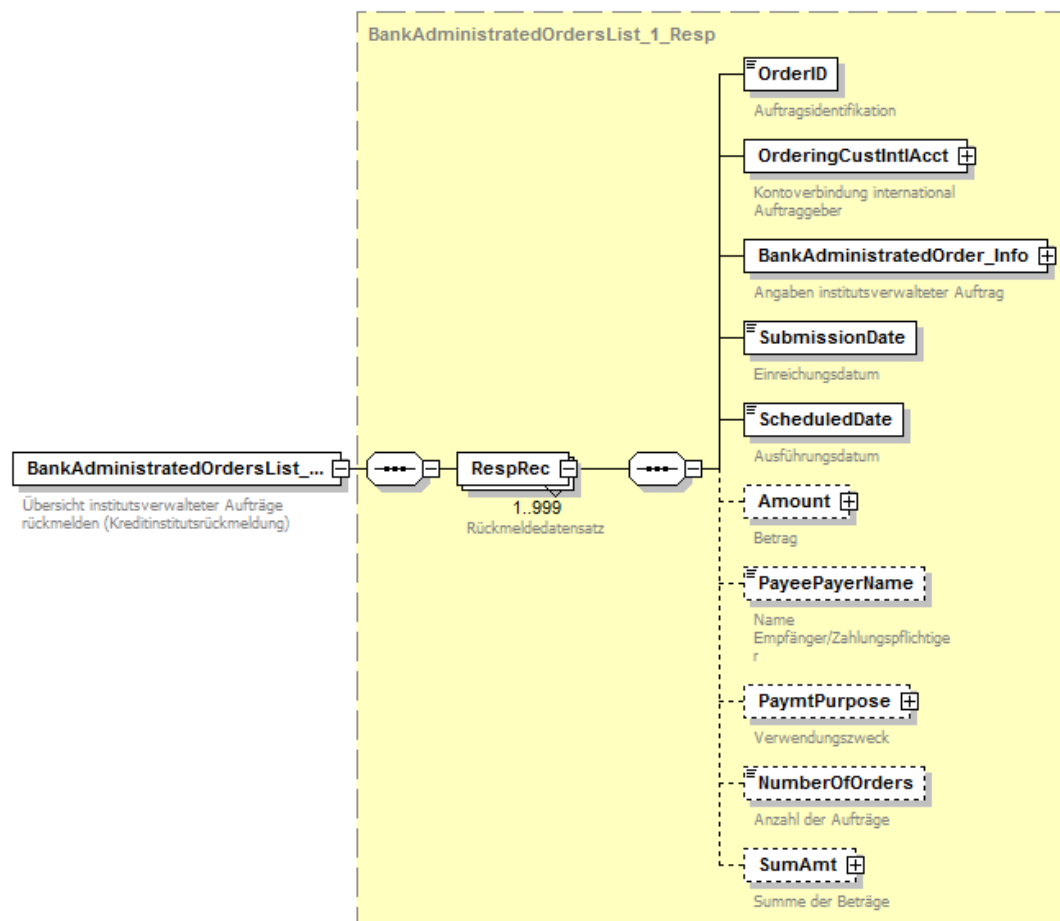 BankAdministratedOrdersList_1_Resp
OrderID
Auftragsidentifikation
OrderingCustIntlAcct
Kontoverbindung international
Auftraggeber
BankAdministratedOrder_Info
Angaben institutsverwalteter Auftrag
SubmissionDate
Einreichungsdatum
ScheduledDate
Ausführungsdatum
BankAdministratedOrdersList_...
Übersicht institutsverwalteter Aufträge
rückmelden (Kreditinstitutsrückmeldung)
RespRec
1..999
Rückmeldedatensatz
Amount
Betrag
PayeePayerName
Name
Empfänger/Zahlungspflichtige
r
PaymtPurpose
Verwendungszweck
NumberOfOrders
Anzahl der Aufträge
SumAmt
Summe der Beträge